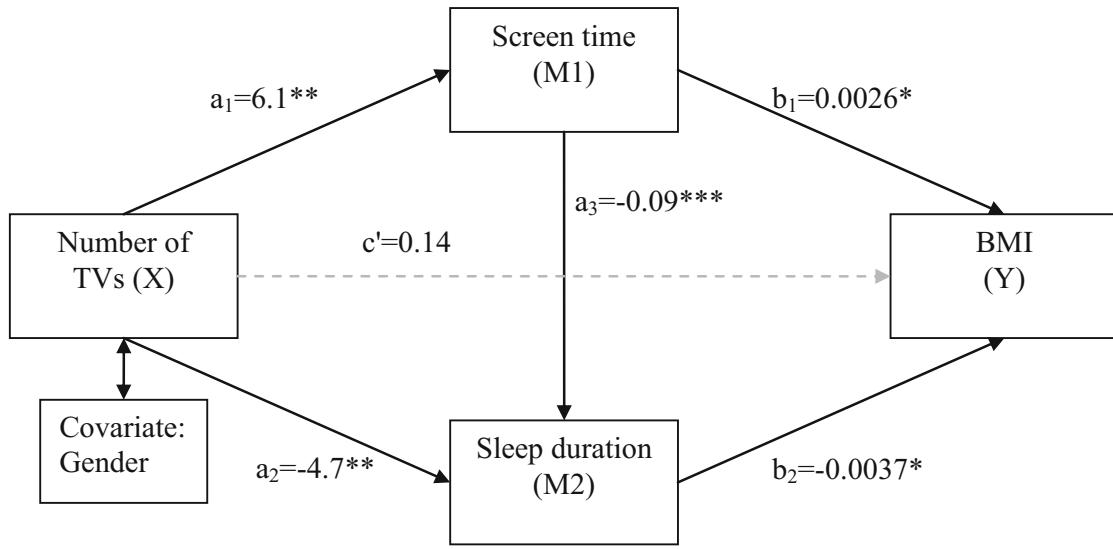 Screen time
(M1)
a₁=6.1**
b₁=0.0026*
a₃=-0.09***
Number of
TVs (X)
c'=0.14
BMI
(Y)
Covariate:
Gender
a₂=-4.7**
Sleep duration
(M2)
b₂=-0.0037*